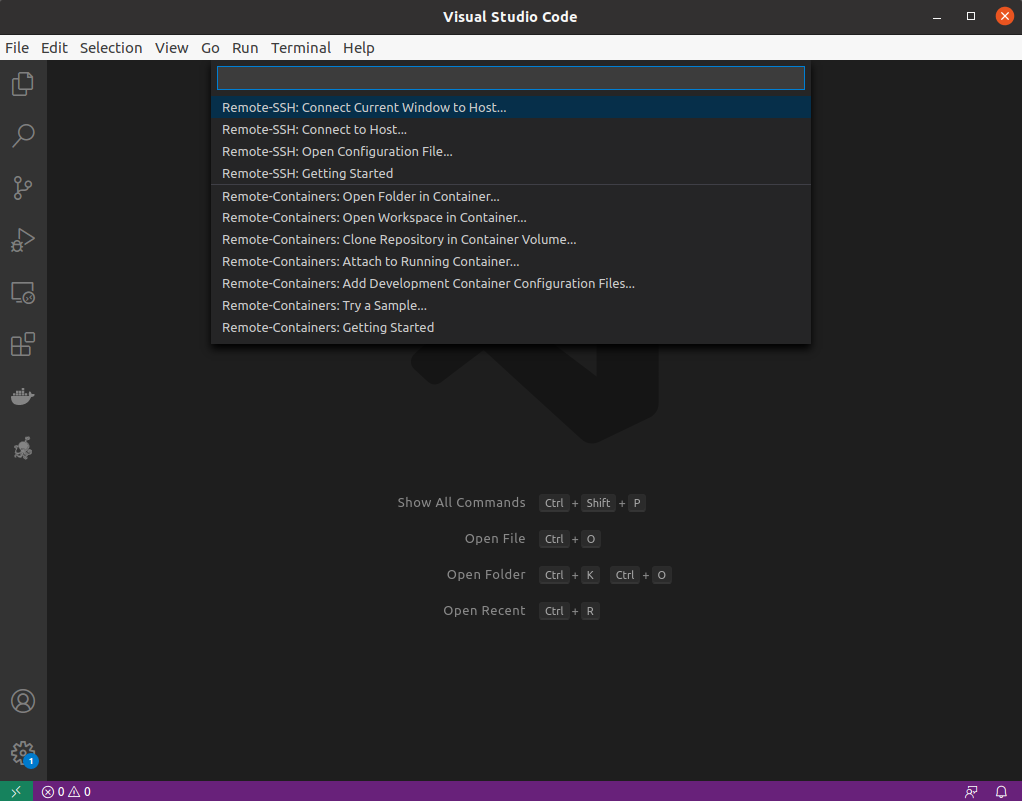 Visual Studio Code
File Edit Selection View Go Run Terminal Help
Remote-SSH: Connect Current Window to Host...
Remote-SSH: Connect to Host...
Remote-SSH: Open Configuration File...
Remote-SSH: Getting Started
Remote-Containers: Open Folder in Container...
Remote-Containers: Open Workspace in Container...
Remote-Containers: Clone Repository in Container Volume...
Remote-Containers: Attach to Running Container...
Remote-Containers: Add Development Container Configuration Files...
Remote-Containers: Try a Sample...
Remote-Containers: Getting Started
Show All Commands Ctrl + Shift + P
Open File Ctrl + O
Open Folder Ctrl + K Ctrl + O
Open Recent Ctrl + R
1
0 0